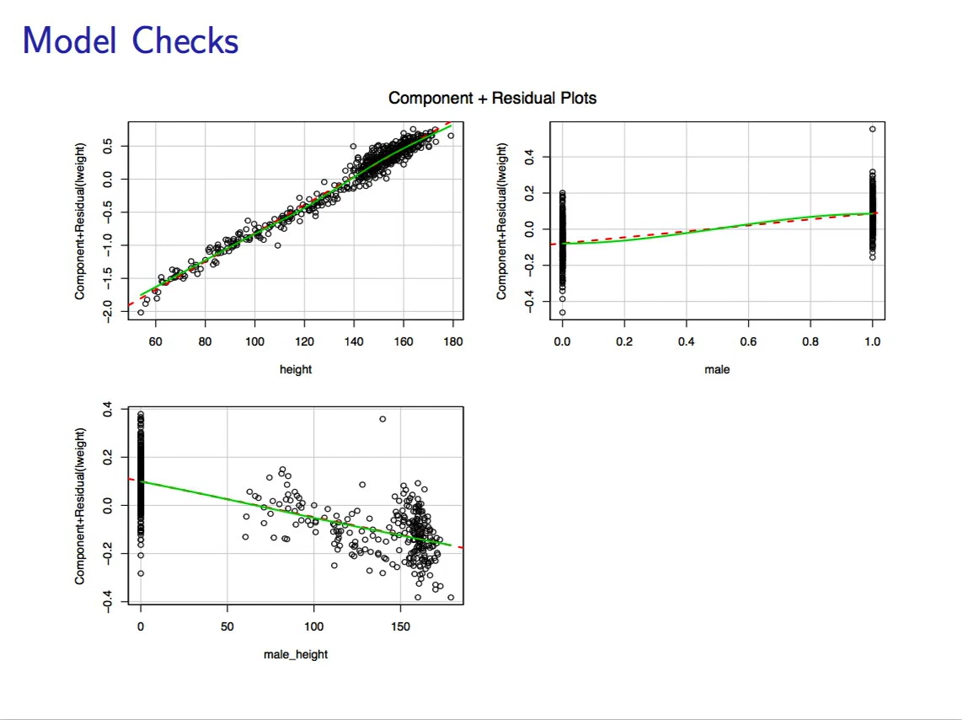 Model Checks
Component + Residual Plots
Component+Residual(lweight)
0.5
0.0
−0.5
−1.0
−1.5
−2.0
60 80 100 120 140 160 180
height
Component+Residual(lweight)
0.4
0.2
0.0
−0.2
−0.4
0.0 0.2 0.4 0.6 0.8 1.0
male
Component+Residual(lweight)
0.4
0.2
0.0
−0.2
−0.4
0 50 100 150
male_height